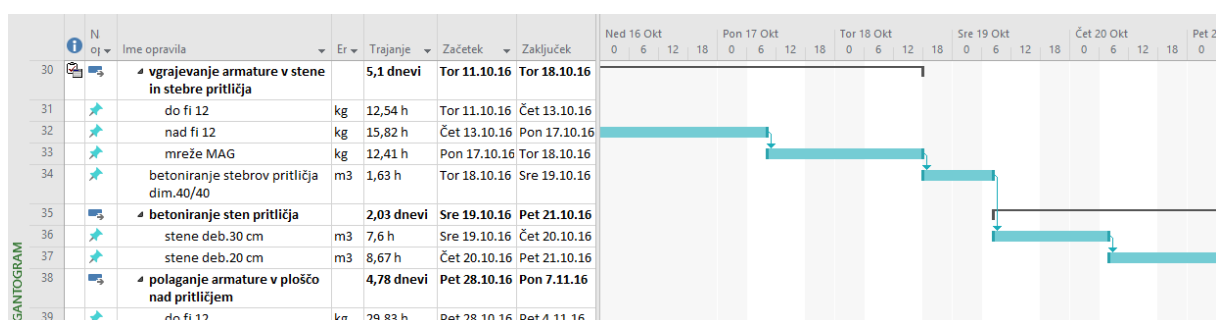 N
oꞁ Ime opravila Er Trajanje Začetek Zaključek
Ned 16 Okt Pon 17 Okt Tor 18 Okt Sre 19 Okt Čet 20 Okt Pet 2
0 6 12 18 0 6 12 18 0 6 12 18 0 6 12 18 0 6 12 18 0
30 vgrajevanje armature v stene 5,1 dnevi Tor 11.10.16 Tor 18.10.16
in stebre pritličja
31 do fi 12 kg 12,54 h Tor 11.10.16 Čet 13.10.16
32 nad fi 12 kg 15,82 h Čet 13.10.16 Pon 17.10.16
33 mreže MAG kg 12,41 h Pon 17.10.16 Tor 18.10.16
34 betoniranje stebrov pritličja m3 1,63 h Tor 18.10.16 Sre 19.10.16
dim.40/40
35 betoniranje sten pritličja 2,03 dnevi Sre 19.10.16 Pet 21.10.16
36 stene deb.30 cm m3 7,6 h Sre 19.10.16 Čet 20.10.16
37 stene deb.20 cm m3 8,67 h Čet 20.10.16 Pet 21.10.16
38 polaganje armature v ploščo 4,78 dnevi Pet 28.10.16 Pon 7.11.16
nad pritličjem
39 do fi 12 kg 29,83 h Pet 28.10.16 Pet 4.11.16
GANTOGRAM